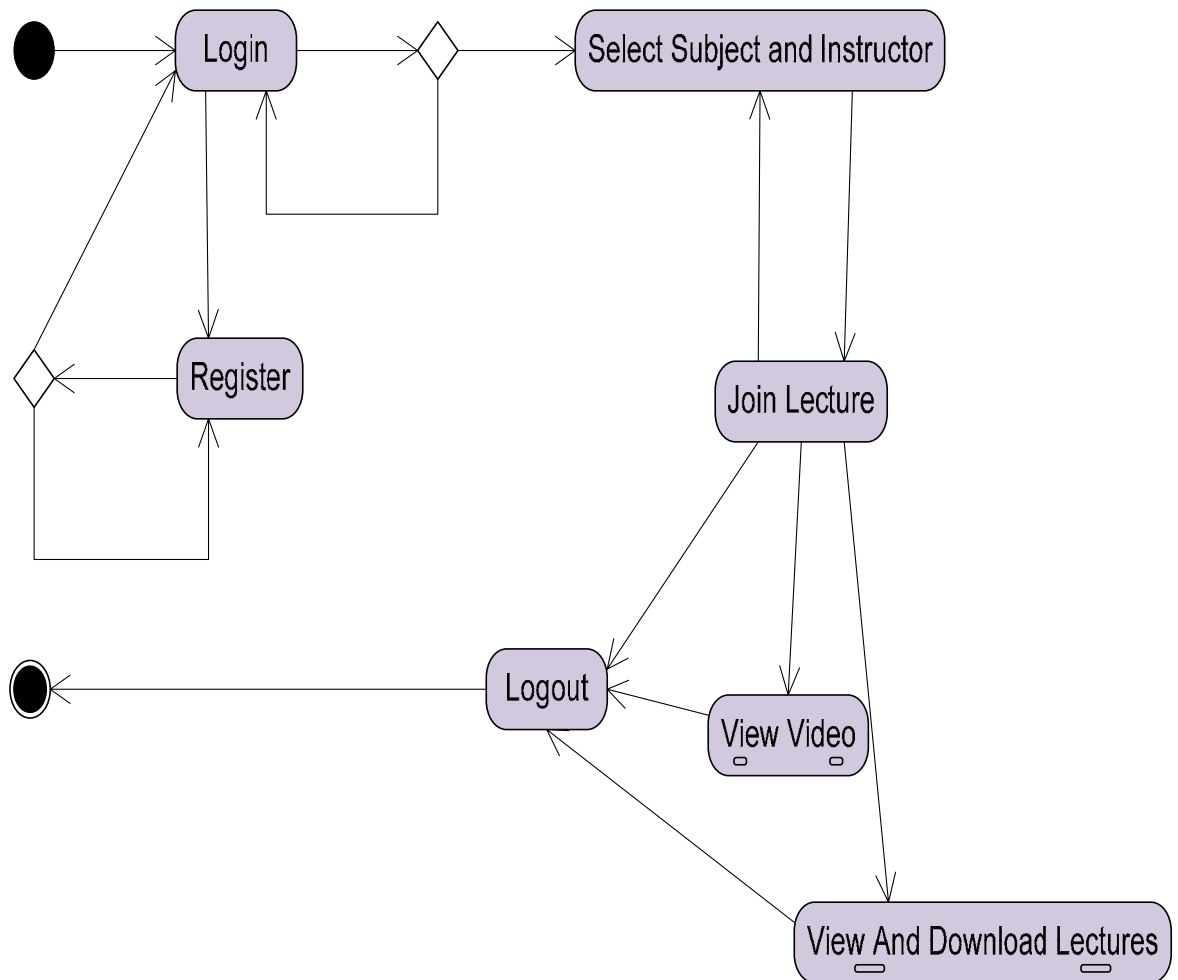 Login
Select Subject and Instructor
Register
Join Lecture
Logout
View Video
View And Download Lectures